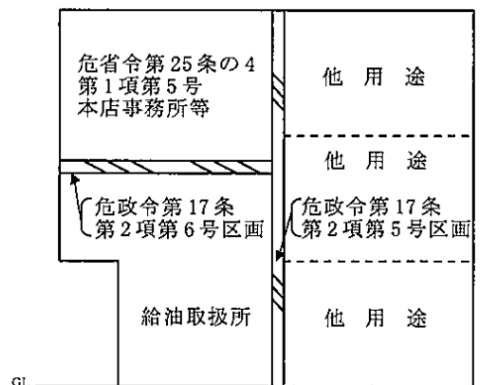 危省令第25条の4
第1項第5号
本店事務所等
他用途
他用途
危政令第17条
第2項第6号区画
危政令第17条
第2項第5号区画
給油取扱所
他用途
GL